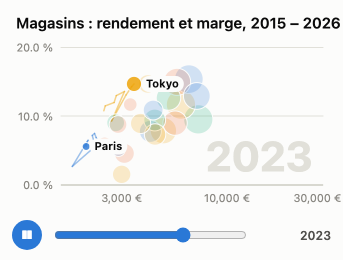 Magasins : rendement et marge, 2015 – 2026
20.0 %
Tokyo
10.0 %
Paris
2023
0.0 %
3,000 €
10,000 €
30,000 €
2023